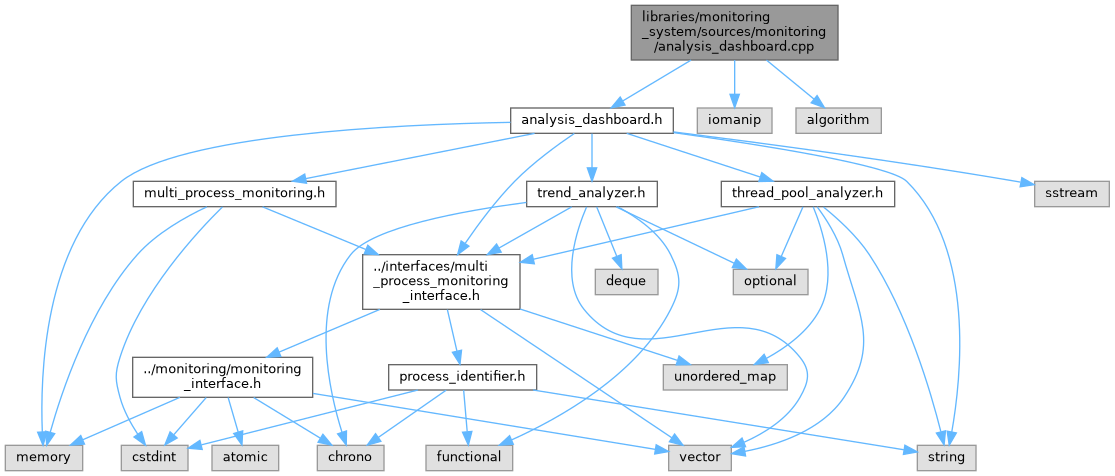 libraries/monitoring
_system/sources/monitoring
/analysis_dashboard.cpp
analysis_dashboard.h
iomanip
algorithm
multi_process_monitoring.h
trend_analyzer.h
thread_pool_analyzer.h
sstream
../interfaces/multi
_process_monitoring
_interface.h
deque
optional
../monitoring/monitoring
_interface.h
process_identifier.h
unordered_map
memory
cstdint
atomic
chrono
functional
vector
string